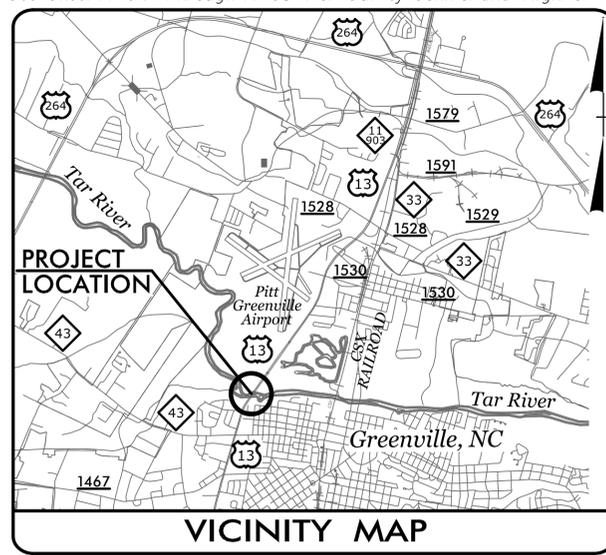 264
264
264
1579
11
903
1591
13
33
Tar River
1528
1529
1528
33
PROJECT
LOCATION
1530
1530
Pitt
Greenville
Airport
CSX
RAILROAD
43
13
Tar River
43
Greenville, NC
13
1467
VICINITY MAP